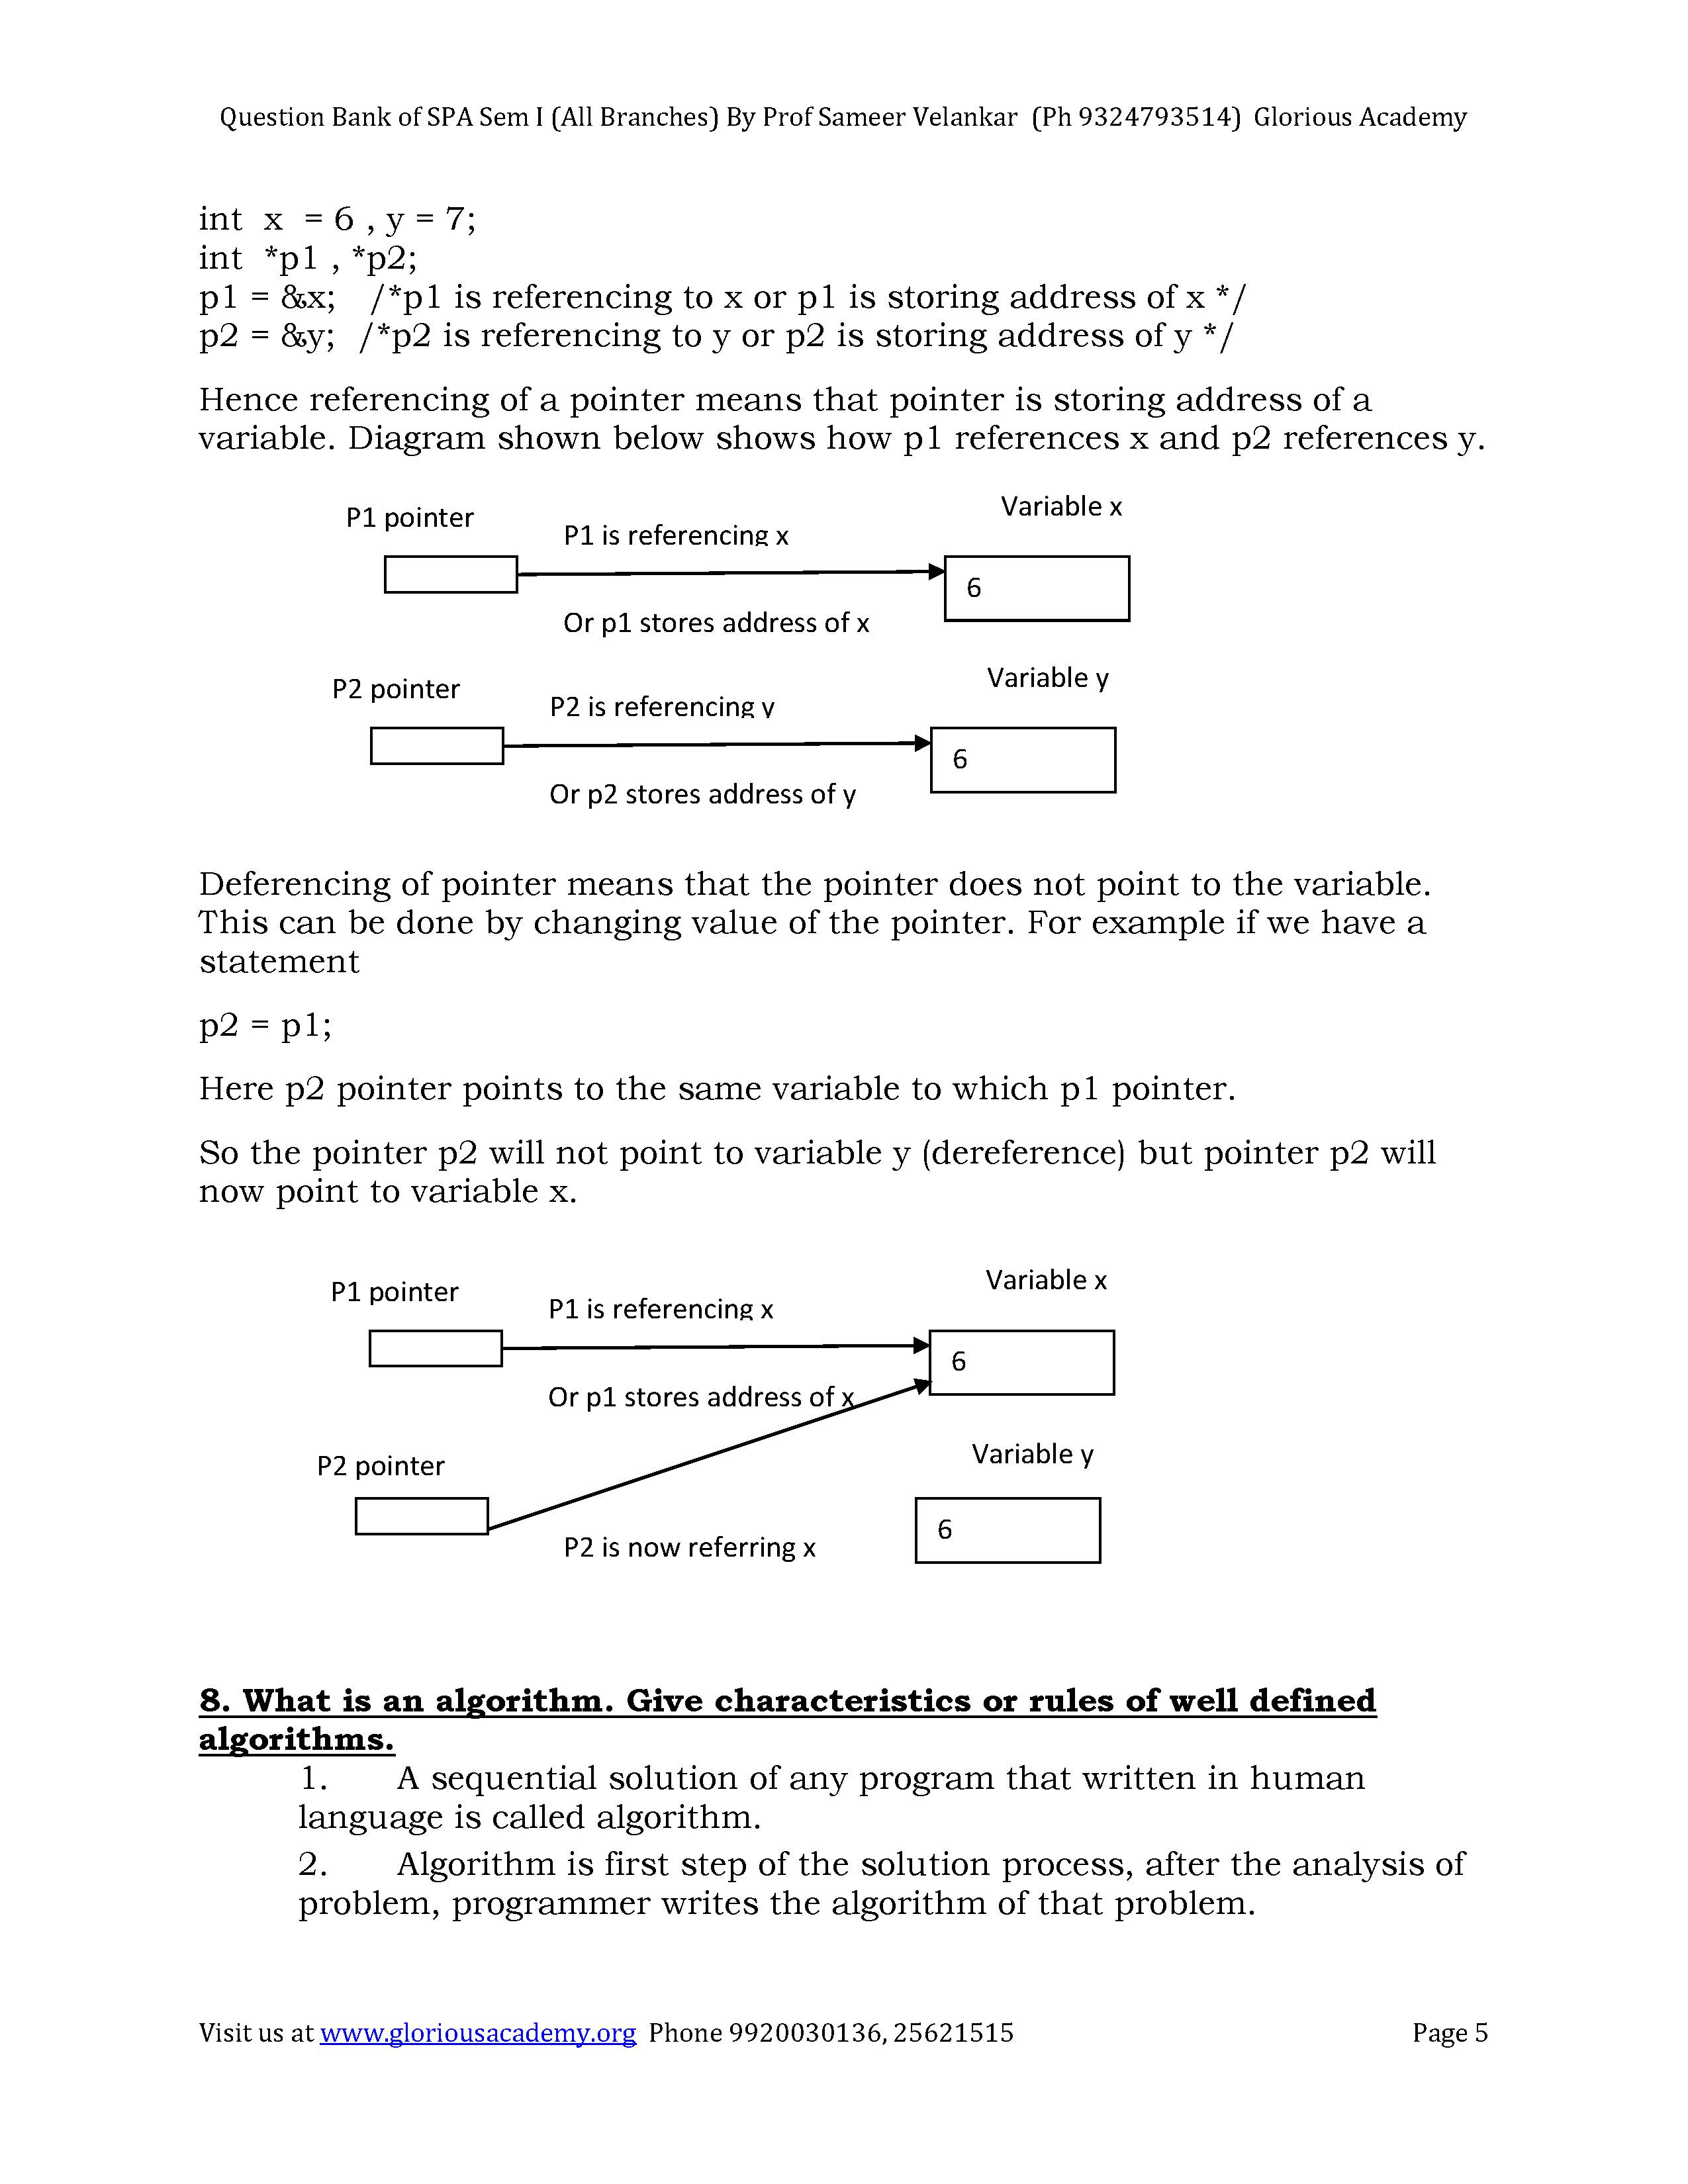 Question Bank of SPA Sem I (All Branches) By Prof Sameer Velankar (Ph 9324793514) Glorious Academy
int x = 6 , y = 7;
int *p1 , *p2;
p1 = &x; /*p1 is referencing to x or p1 is storing address of x */
p2 = &y; /*p2 is referencing to y or p2 is storing address of y */
Hence referencing of a pointer means that pointer is storing address of a
variable. Diagram shown below shows how p1 references x and p2 references y.
P1 pointer
P1 is referencing x
Variable x
6
Or p1 stores address of x
P2 pointer
P2 is referencing y
Variable y
6
Or p2 stores address of y
Deferencing of pointer means that the pointer does not point to the variable.
This can be done by changing value of the pointer. For example if we have a
statement
p2 = p1;
Here p2 pointer points to the same variable to which p1 pointer.
So the pointer p2 will not point to variable y (dereference) but pointer p2 will
now point to variable x.
P1 pointer
P1 is referencing x
Variable x
6
Or p1 stores address of x
P2 pointer
Variable y
6
P2 is now referring x
8. What is an algorithm. Give characteristics or rules of well defined
algorithms.
1. A sequential solution of any program that written in human
language is called algorithm.
2. Algorithm is first step of the solution process, after the analysis of
problem, programmer writes the algorithm of that problem.
Visit us at www.gloriousacademy.org Phone 9920030136, 25621515 Page 5